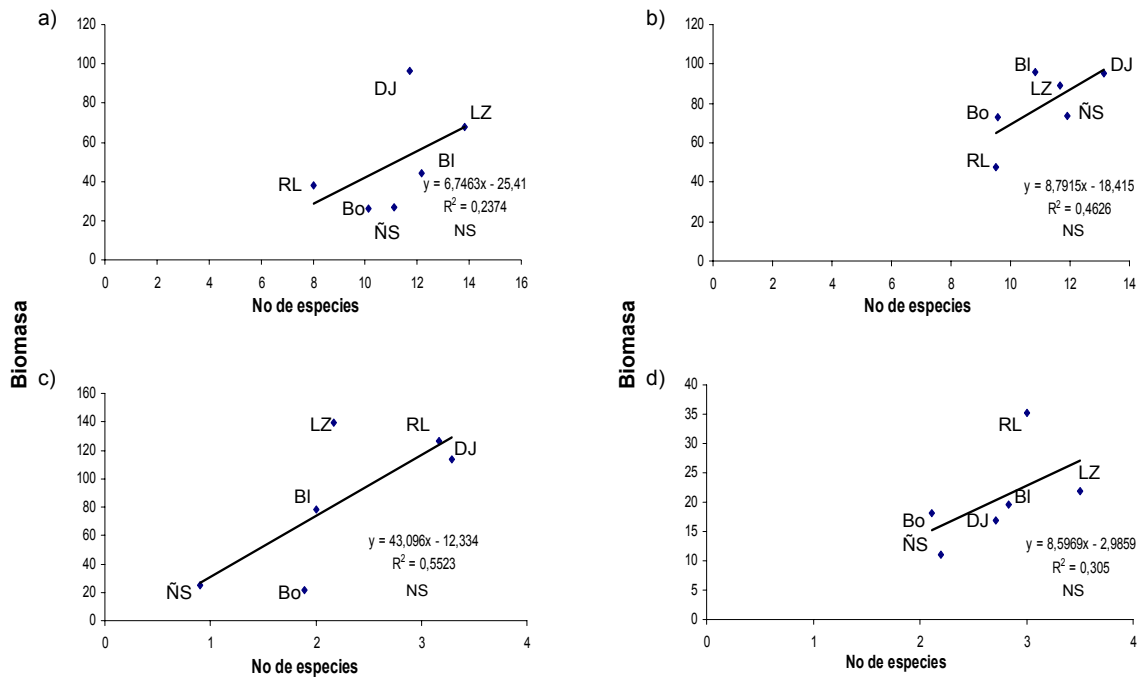 a)
120
100
80
60
40
20
0
0 2 4 6 8 10 12 14 16
No de especies
DJ
LZ
RL
BI
Bo
ÑS
y = 6,7463x - 25,41
R² = 0,2374
NS
b)
120
100
80
60
40
20
0
0 2 4 6 8 10 12 14
No de especies
BI
DJ
LZ
Bo
ÑS
RL
y = 8,7915x - 18,415
R² = 0,4626
NS
Biomasa
c)
160
140
120
100
80
60
40
20
0
0 1 2 3 4
No de especies
LZ
RL
DJ
BI
ÑS
Bo
y = 43,096x - 12,334
R² = 0,5523
NS
Biomasa
d)
40
35
30
25
20
15
10
5
0
0 1 2 3 4
No de especies
RL
LZ
BI
Bo
DJ
ÑS
y = 8,5969x - 2,9859
R² = 0,305
NS